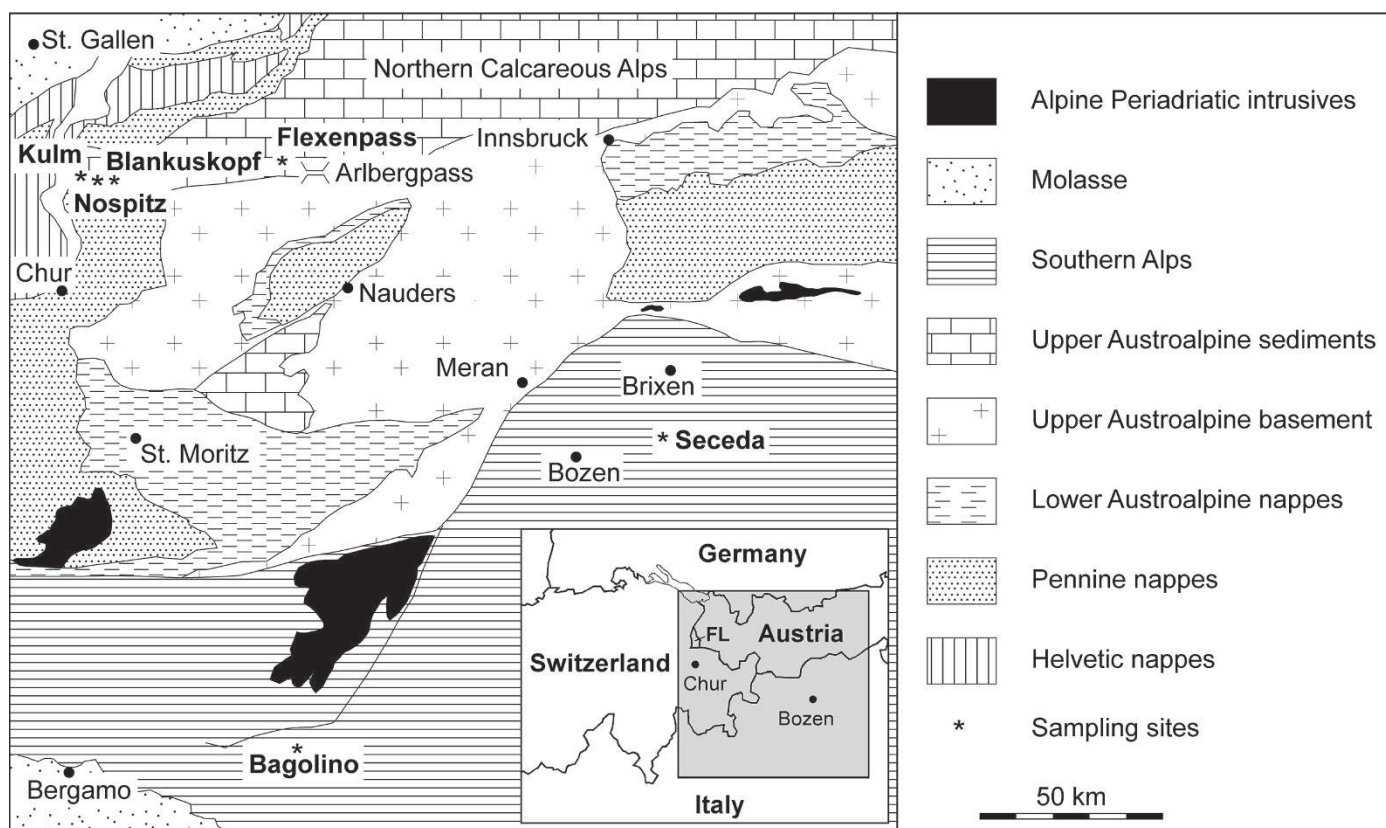 St. Gallen
Northern Calcareous Alps
Flexenpass
Innsbruck
Kulm
Blankuskopf
Arlbergpass
Nospitz
Chur
Nauders
Meran
Brixen
St. Moritz
Seceda
Bozen
Bagolino
Bergamo
Germany
FL
Austria
Switzerland
Chur
Bozen
Italy
Alpine Periadriatic intrusives
Molasse
Southern Alps
Upper Austroalpine sediments
Upper Austroalpine basement
Lower Austroalpine nappes
Pennine nappes
Helvetic nappes
* Sampling sites
50 km